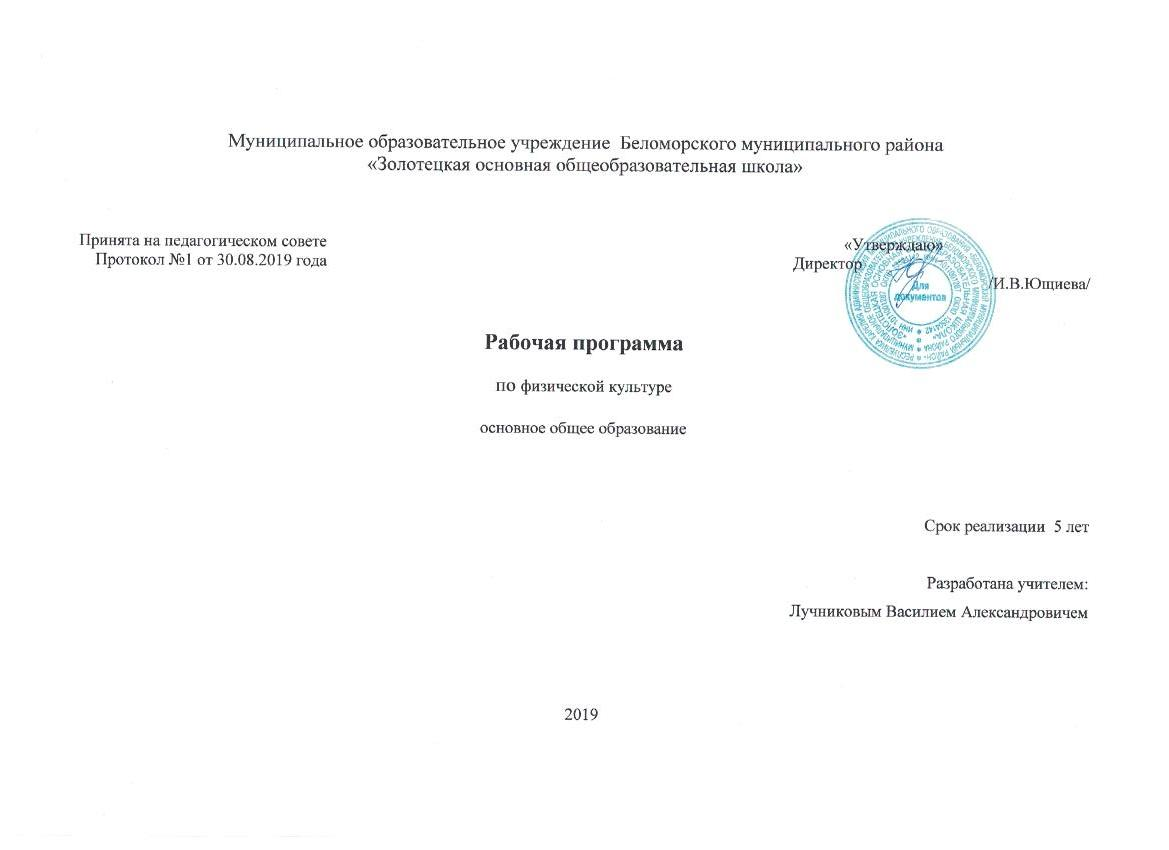 Муниципальное образовательное учреждение Беломорского муниципального района
«Золотецкая основная общеобразовательная школа»
Принята на педагогическом совете
Протокол №1 от 30.08.2019 года
«Утверждаю»
Директор
/И.В.Ющиева/
Для
документов
Рабочая программа
по физической культуре
основное общее образование
Срок реализации 5 лет
Разработана учителем:
Лучниковым Василием Александровичем
2019